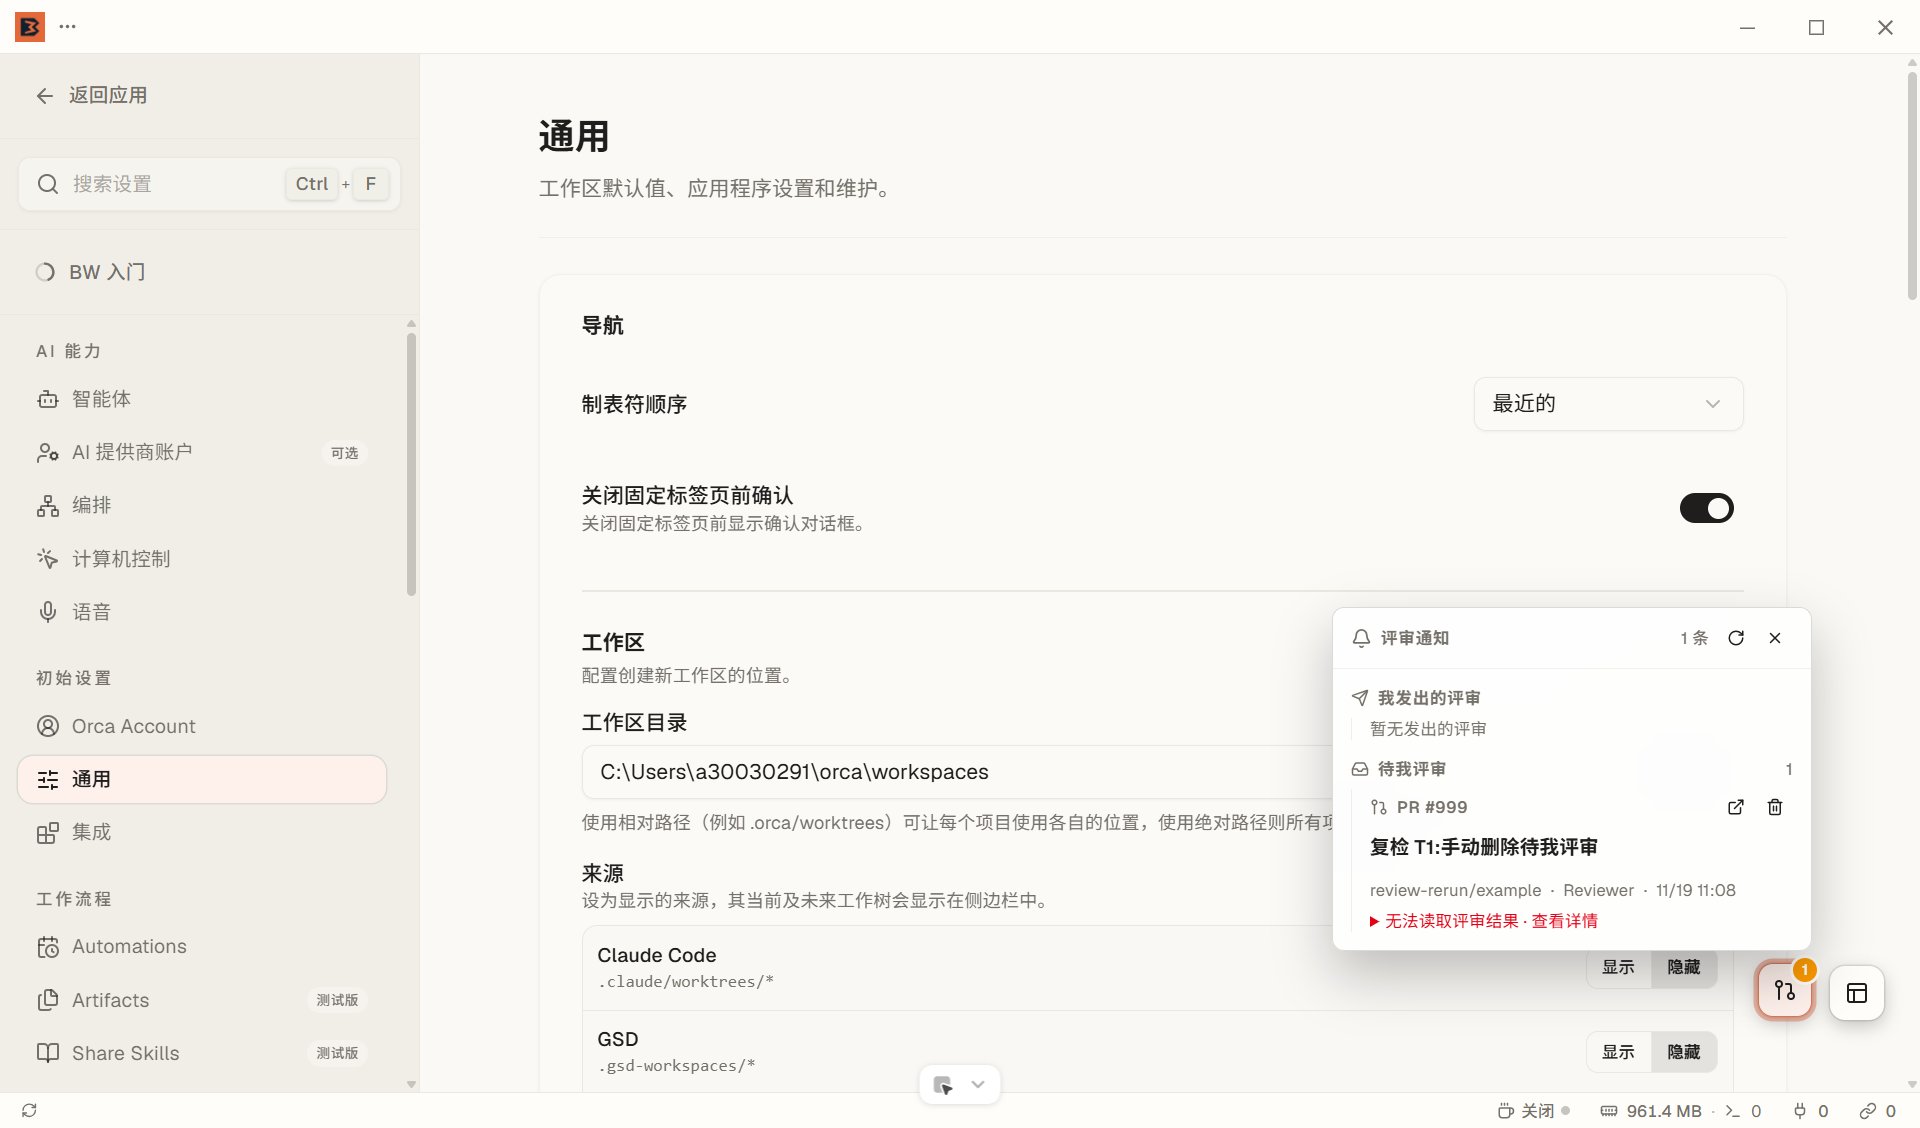 返回应用
搜索设置 Ctrl + F
BW 入门
AI 能力
智能体
AI 提供商账户 可选
编排
计算机控制
语音
初始设置
Orca Account
通用
集成
工作流程
Automations
Artifacts 测试版
Share Skills 测试版
通用
工作区默认值、应用程序设置和维护。
导航
制表符顺序 最近的
关闭固定标签页前确认
关闭固定标签页前显示确认对话框。
工作区
配置创建新工作区的位置。
工作区目录
C:\Users\a30030291\orca\workspaces
使用相对路径（例如 .orca/worktrees）可让每个项目使用各自的位置，使用绝对路径则所有项
来源
设为显示的来源，其当前及未来工作树会显示在侧边栏中。
Claude Code
.claude/worktrees/*
显示 隐藏
GSD
.gsd-workspaces/*
显示 隐藏
评审通知 1 条
我发出的评审
暂无发出的评审
待我评审 1
PR #999
复检 T1:手动删除待我评审
review-rerun/example · Reviewer · 11/19 11:08
▶ 无法读取评审结果 · 查看详情
1
关闭 961.4 MB · 0 0 0